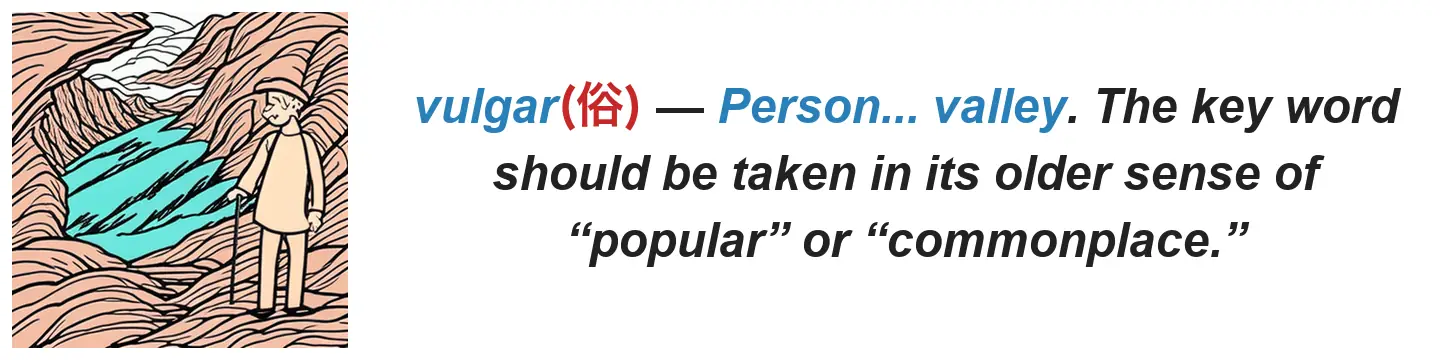 vulgar(俗) — Person... valley. The key word
should be taken in its older sense of
“popular” or “commonplace.”